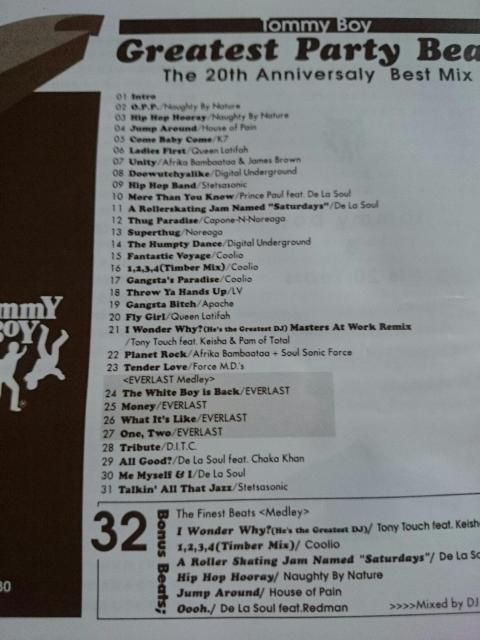 Tommy Boy
Greatest Party Bea
The 20th Anniversaly Best Mix
01 Intro
02 O.P.P./Naughty By Nature
03 Hip Hop Hooray/Naughty By Nature
04 Jump Around/House of Pain
05 Come Baby Come/K7
06 Ladies First/Queen Latifah
07 Unity/Afrika Bambaataa & James Brown
08 Doowutchyalike/Digital Underground
09 Hip Hop Band/Stetsasonic
10 More Than You Know/Prince Paul feat. De La Soul
11 A Rollerskating Jam Named "Saturdays"/De La Soul
12 Thug Paradise/Capone-N-Noreaga
13 Superthug/Noreaga
14 The Humpty Dance/Digital Underground
15 Fantastic Voyage/Coolio
16 1,2,3,4(Timber Mix)/Coolio
17 Gangsta's Paradise/Coolio
18 Throw Ya Hands Up/LV
19 Gangsta Bitch/Apache
20 Fly Girl/Queen Latifah
21 I Wonder Why?(He's the Greatest DJ) Masters At Work Remix
/Tony Touch feat. Keisha & Pam of Total
22 Planet Rock/Afrika Bambaataa + Soul Sonic Force
23 Tender Love/Force M.D.'s
<EVERLAST Medley>
24 The White Boy is Back/EVERLAST
25 Money/EVERLAST
26 What It's Like/EVERLAST
27 One, Two/EVERLAST
28 Tribute/D.I.T.C.
29 All Good?/De La Soul feat. Chaka Khan
30 Me Myself & I/De La Soul
31 Talkin' All That Jazz/Stetsasonic
32
Bonus Beats;
The Finest Beats <Medley>
I Wonder Why?(He's the Greatest DJ)/ Tony Touch feat. Keish
1,2,3,4(Timber Mix)/ Coolio
A Roller Skating Jam Named "Saturdays"/ De La So
Hip Hop Hooray/ Naughty By Nature
Jump Around/ House of Pain
Oooh./ De La Soul feat.Redman
>>>>Mixed by DJ
ommY
BOY
®
30